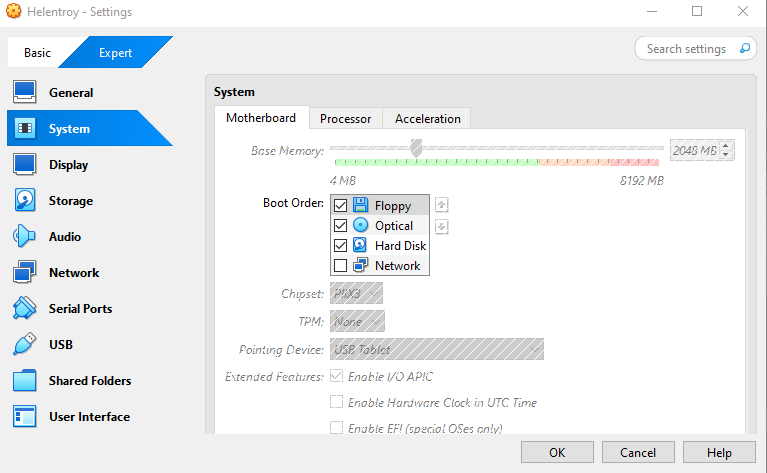 Helentroy - Settings
Basic
Expert
Search settings
General
System
Display
Storage
Audio
Network
Serial Ports
USB
Shared Folders
User Interface
System
Motherboard
Processor
Acceleration
Base Memory:
2048 MB
4 MB
8192 MB
Boot Order:
Floppy
Optical
Hard Disk
Network
Chipset:
PIIX3
TPM:
None
Pointing Device:
USB Tablet
Extended Features:
Enable I/O APIC
Enable Hardware Clock in UTC Time
Enable EFI (special OSes only)
OK
Cancel
Help